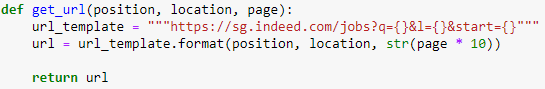 def get_url(position, location, page):
    url_template = """https://sg.indeed.com/jobs?q={}&l={}&start={}"""
    url = url_template.format(position, location, str(page * 10))
    return url